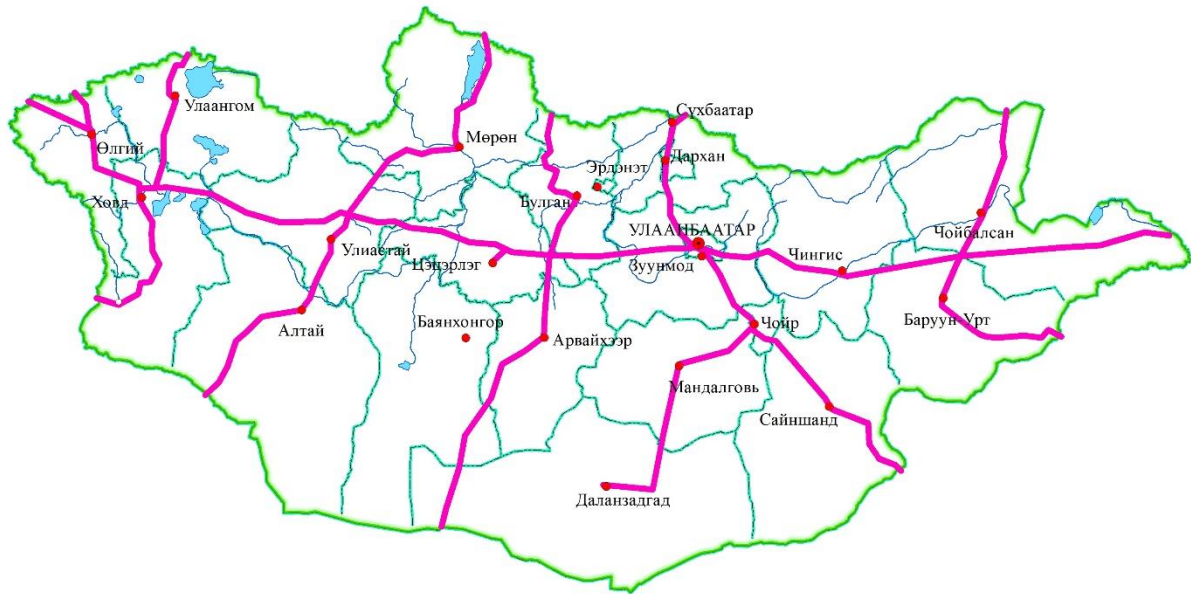 Улаангом
Сүхбаатар
Өлгий
Мөрөн
Дархан
Эрдэнэт
Ховд
Булган
УЛААНБААТАР
Чойбалсан
Улиастай
Цэцэрлэг
Зуунмод
Чингис
Алтай
Баянхонгор
Арвайхээр
Чойр
Баруун-Урт
Мандалговь
Сайншанд
Даланзадгад